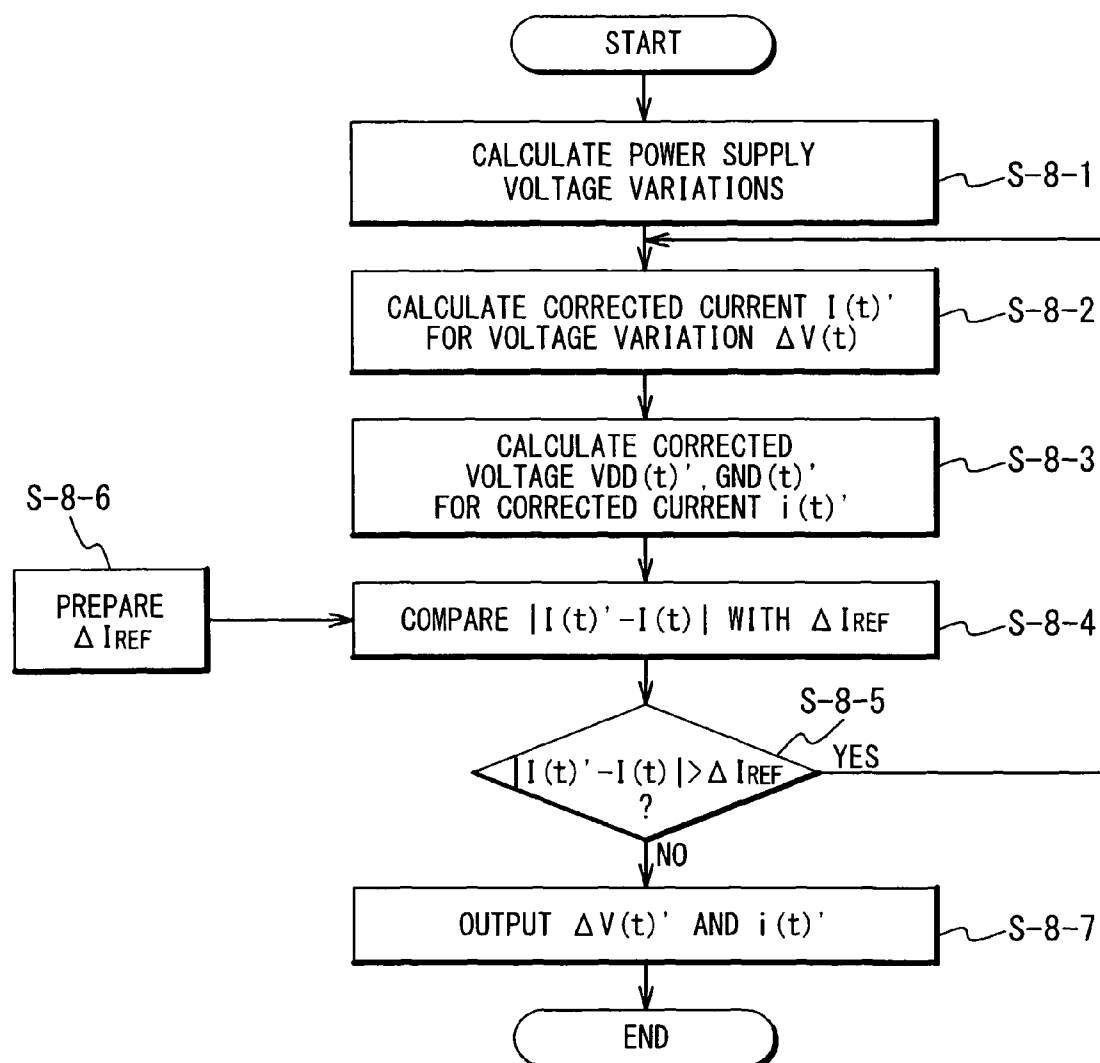 START
CALCULATE POWER SUPPLY
VOLTAGE VARIATIONS
S-8-1
CALCULATE CORRECTED CURRENT I(t)'
FOR VOLTAGE VARIATION ΔV(t)
S-8-2
CALCULATE CORRECTED
VOLTAGE VDD(t)', GND(t)'
FOR CORRECTED CURRENT i(t)'
S-8-3
S-8-6
PREPARE
ΔIREF
COMPARE |I(t)'-I(t)| WITH ΔIREF
S-8-4
S-8-5
|I(t)'-I(t)|>ΔIREF
?
YES
NO
OUTPUT ΔV(t)' AND i(t)'
S-8-7
END